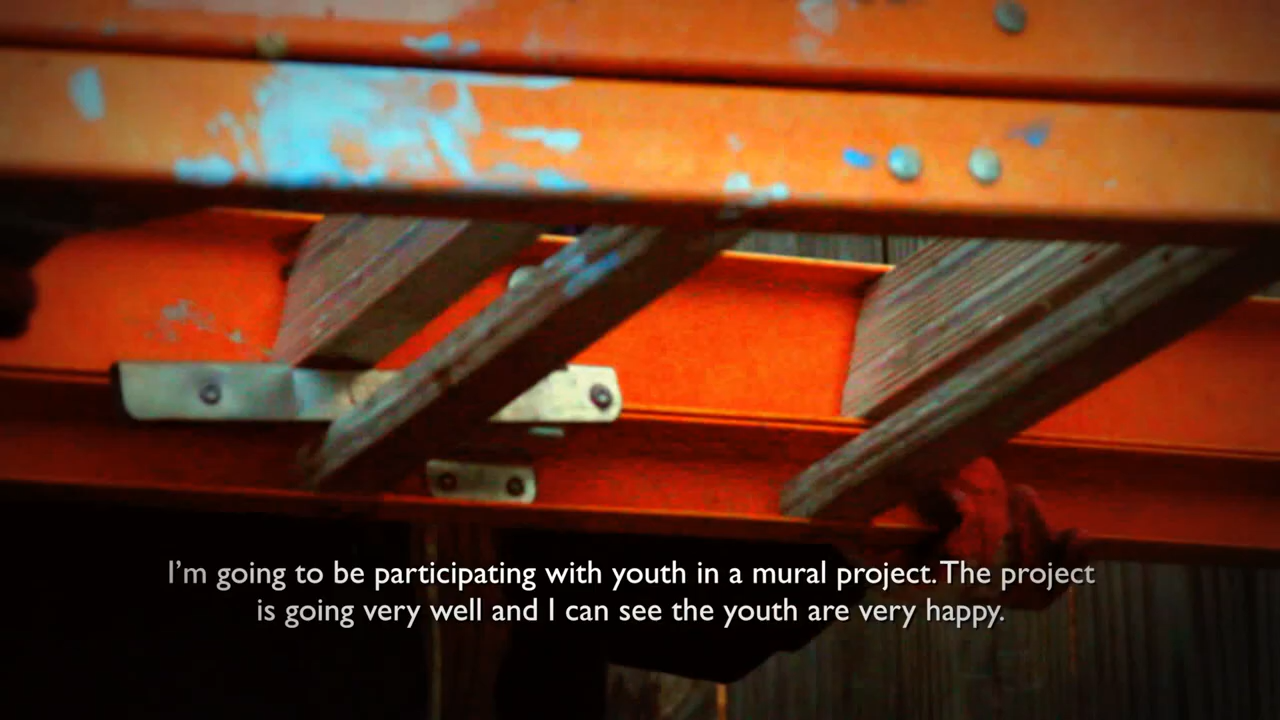 I'm going to be participating with youth in a mural project. The project
is going very well and I can see the youth are very happy.